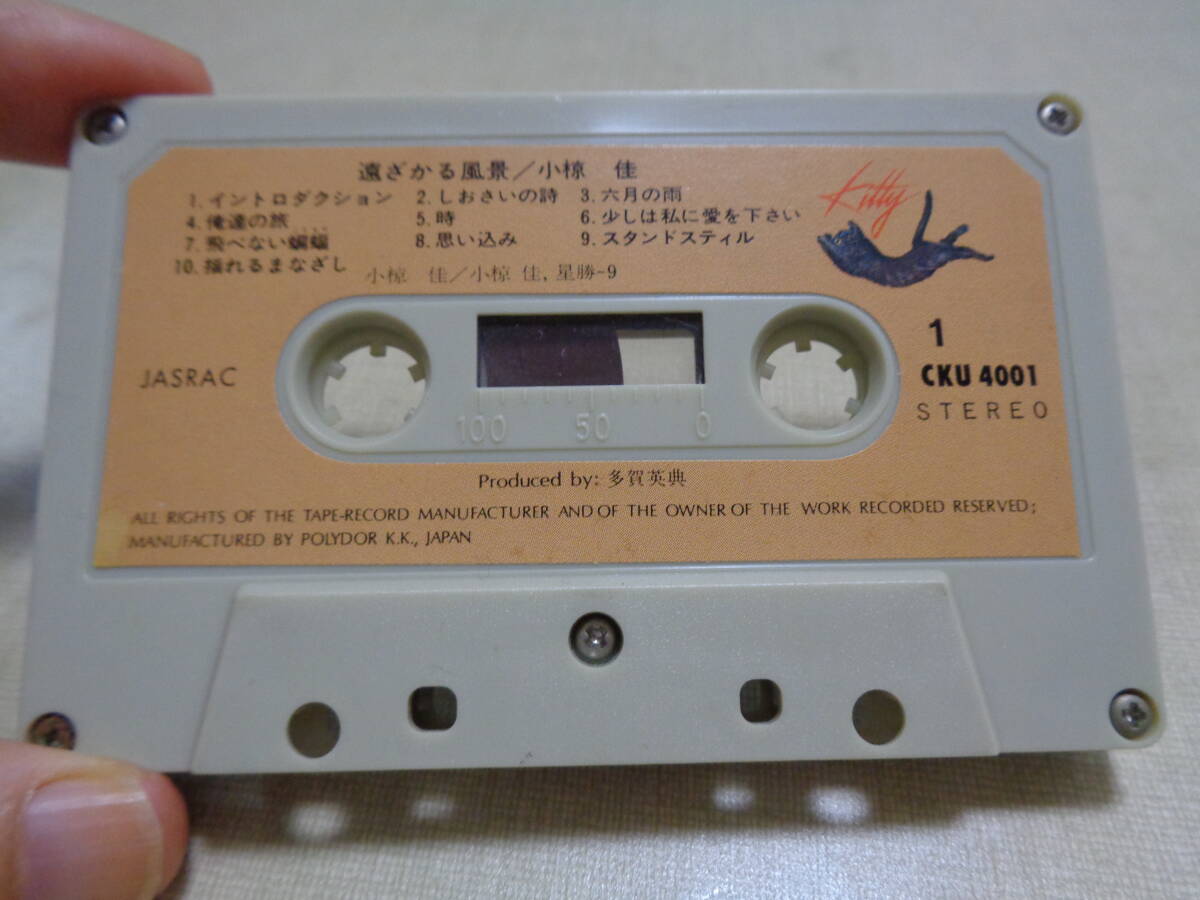 遠ざかる風景／小椋 佳
1. イントロダクション 2. しおさいの詩 3. 六月の雨
4. 俺達の旅 5. 時 6. 少しは私に愛を下さい
7. 飛べない蝙蝠 8. 思い込み 9. スタンドスティル
10. 揺れるまなざし
小椋 佳／小椋 佳, 星勝-9
Kitty
JASRAC
1
CKU 4001
STEREO
100 50 0
Produced by: 多賀英典
ALL RIGHTS OF THE TAPE-RECORD MANUFACTURER AND OF THE OWNER OF THE WORK RECORDED RESERVED;
MANUFACTURED BY POLYDOR K.K., JAPAN